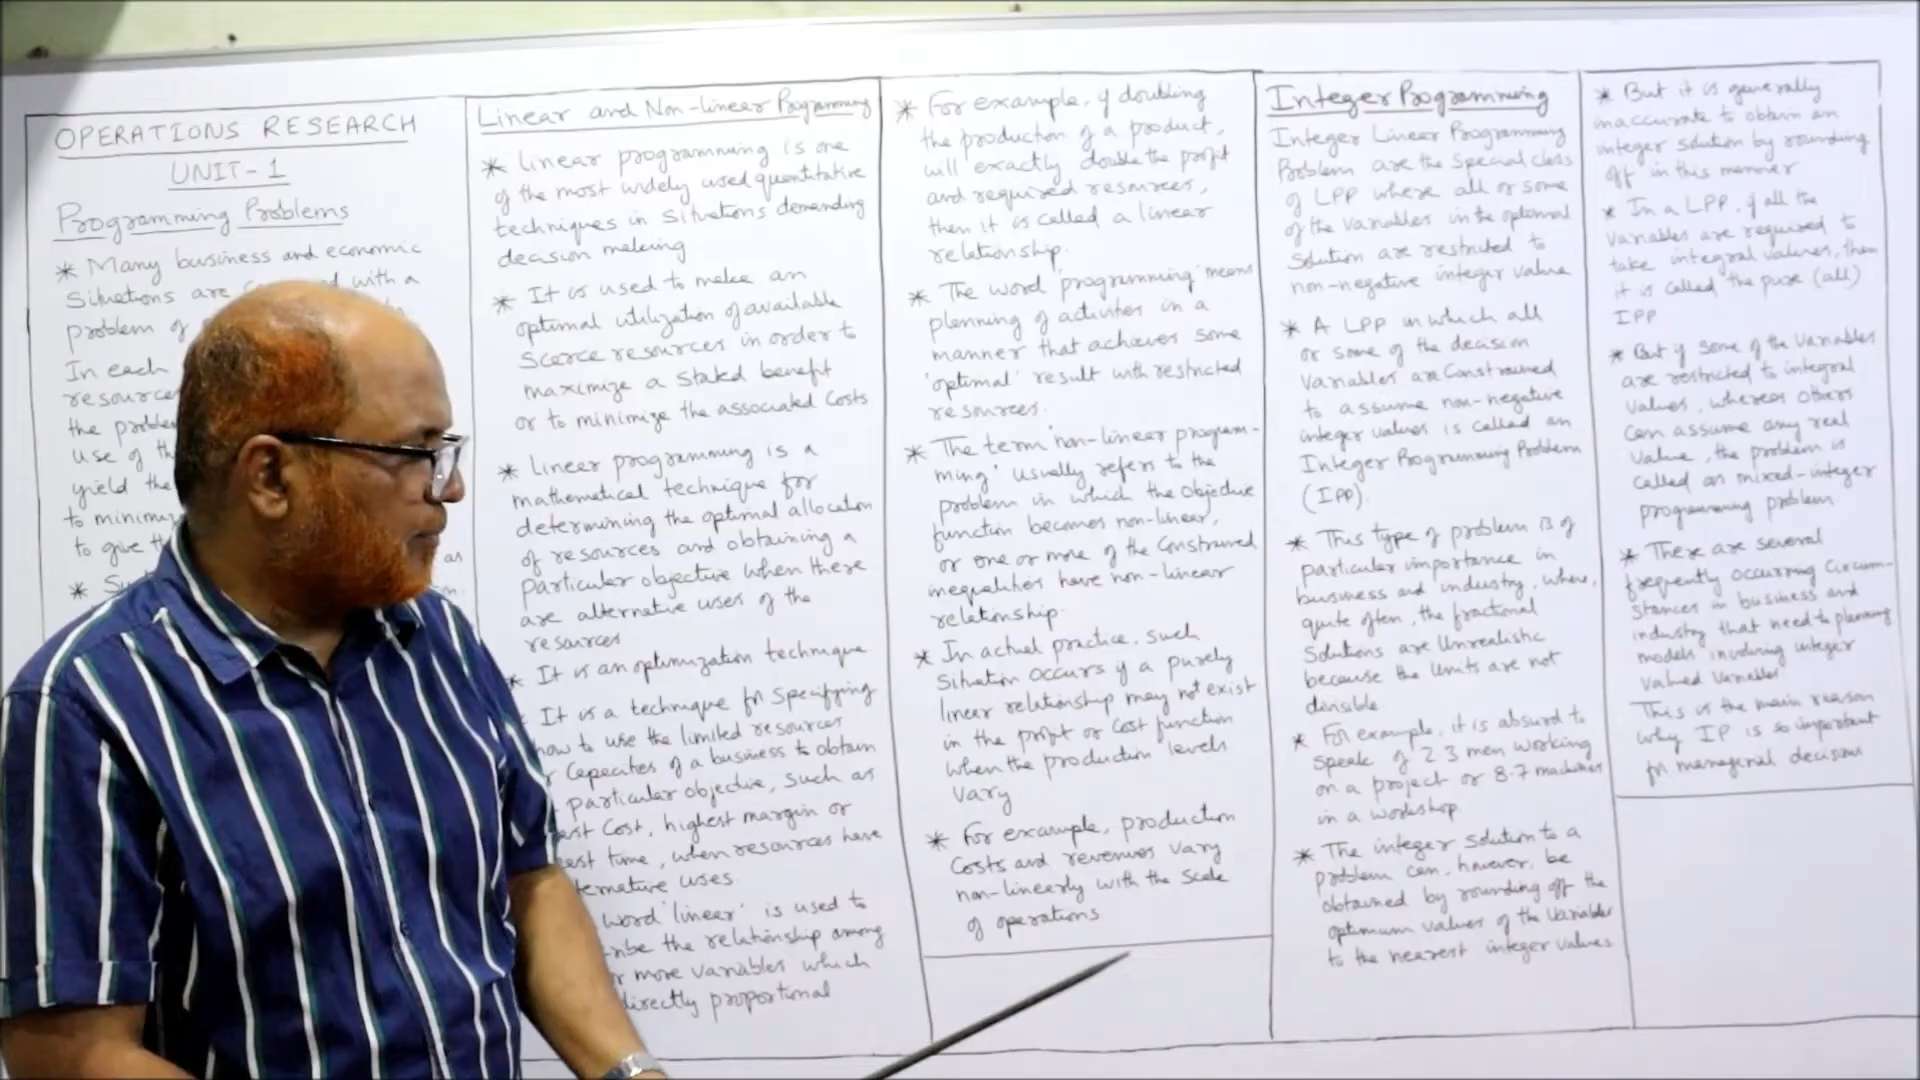 OPERATIONS RESEARCH
UNIT-1
Programming Problems
* Many business and economic
Situations are with a
problem of
In each
resources
the problem
use of th
yield the
to minimiz
to give th
as
* Su
Linear and Non-linear Programming
* linear programming is one
of the most widely used quantitative
techniques in situations demanding
decision making
* It is used to make an
optimal utilization of available
Scarce resources in order to
maximize a stated benefit
or to minimize the associated costs
* Linear programming is a
mathematical technique for
determining the optimal allocation
of resources and obtaining a
particular objective when there
are alternative uses of the
resources
* It is an optimization technique
It is a technique for specifying
how to use the limited resources
r Capacities of a business to obtain
particular objective, such as
ast Cost, highest margin or
east time, when resources have
ternative uses
word 'linear' is used to
ribe the relationship among
r more variables which
directly proportional
* For example, if doubling
the production of a product,
will exactly double the profit
and required resources,
then it is called a linear
relationship.
* The word 'programming' means
planning of activities in a
manner that achieves some
'optimal' result with restricted
resources.
* The term 'non-linear program-
ming' usually refers to the
problem in which the objective
function becomes non-linear,
or one or more of the Constrained
inequalities have non-linear
relationship.
* In actual practice, such
Situation occurs if a purely
linear relationship may not exist
in the profit or cost function
when the production levels
vary
* For example, production
Costs and revenues vary
non-linearly with the Scale
of operations
Integer Programming
Integer Linear Programming
Problem are the Special class
of LPP where all or some
of the variables in the optimal
Solution are restricted to
non-negative integer value
* A LPP in which all
or some of the decision
variables are Constrained
to assume non-negative
integer values is called an
Integer Programming Problem
(IPP).
* This type of problem is of
particular importance in
business and industry, where,
quite often, the fractional
Solutions are unrealistic
because the units are not
divisible.
* For example, it is absurd to
speak of 2.3 men working
on a project or 8.7 machines
in a workshop.
* The integer solution to a
problem can, however, be
obtained by rounding off the
optimum values of the variables
to the nearest integer values
* But it is generally
inaccurate to obtain an
integer solution by rounding
off in this manner
* In a LPP, if all the
variables are required to
take integral values, then
it is called the pure (all)
IPP
* But if some of the variables
are restricted to integral
values, whereas others
can assume any real
value, the problem is
called as mixed-integer
programming problem
* There are several
frequently occurring Circum-
stances in business and
industry that need to planning
models involving integer
valued variables
This is the main reason
why IP is so important
for managerial decisions